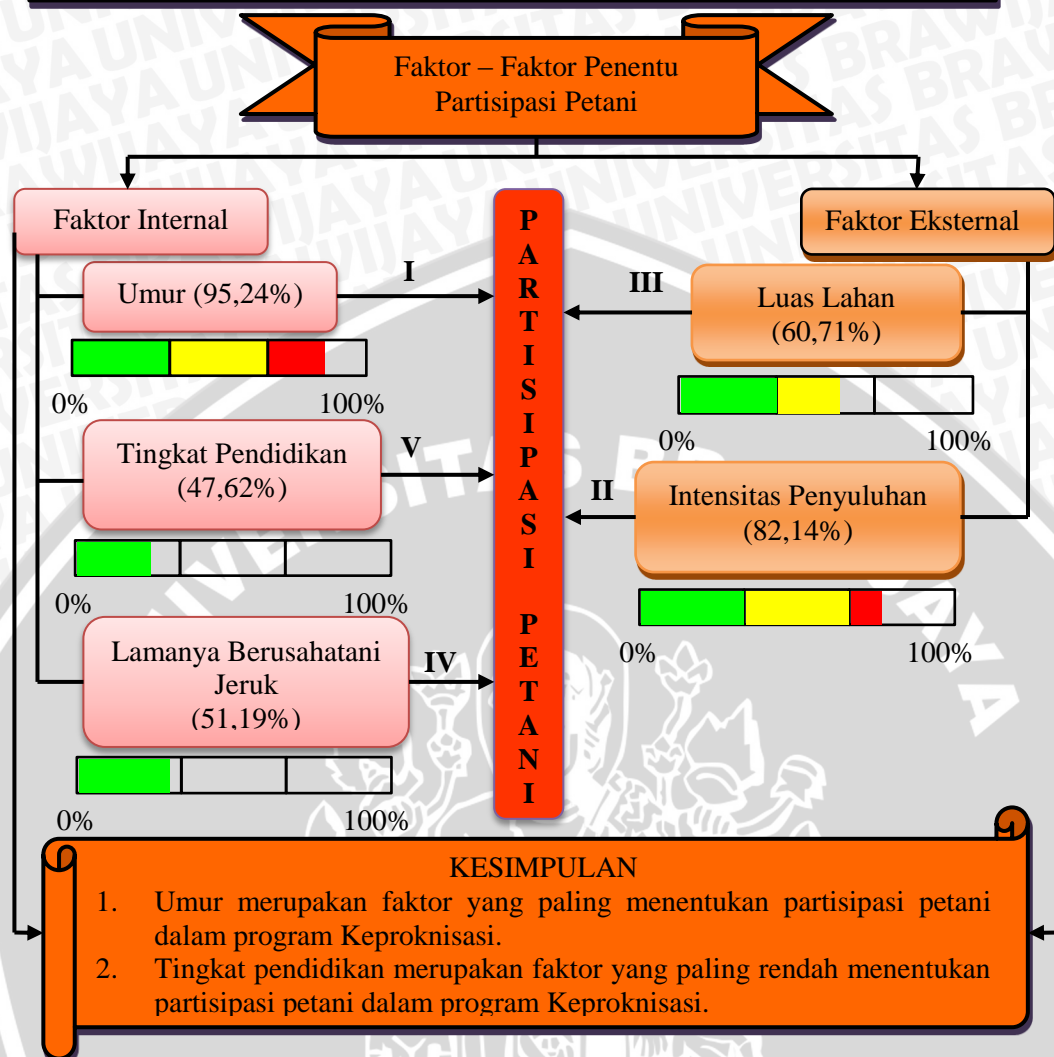 Faktor – Faktor Penentu
Partisipasi Petani
Faktor Internal
Faktor Eksternal
Umur (95,24%)
I
0%
100%
Tingkat Pendidikan
(47,62%)
V
0%
100%
Lamanya Berusahatani
Jeruk
(51,19%)
IV
0%
100%
PARTISIPASI PETANI
III
Luas Lahan
(60,71%)
0%
100%
II
Intensitas Penyuluhan
(82,14%)
0%
100%
KESIMPULAN
1. Umur merupakan faktor yang paling menentukan partisipasi petani
dalam program Keproknisasi.
2. Tingkat pendidikan merupakan faktor yang paling rendah menentukan
partisipasi petani dalam program Keproknisasi.